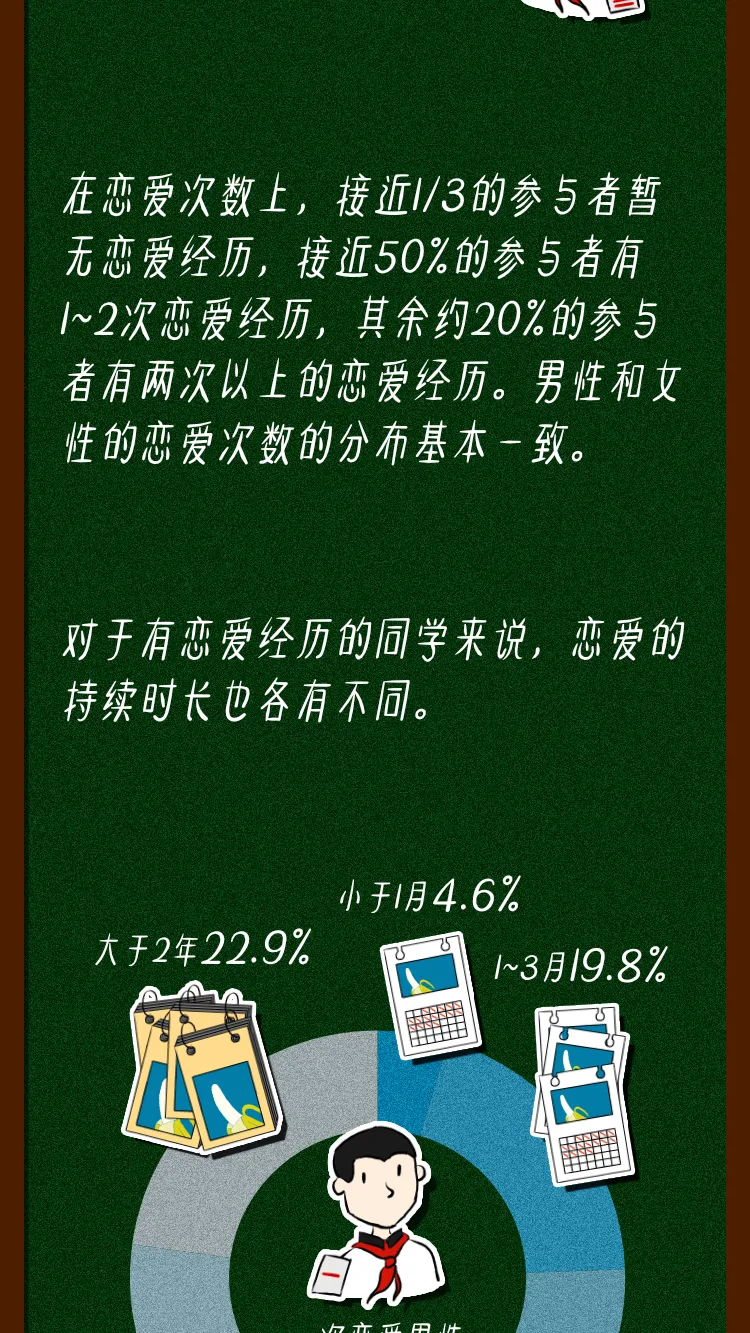 在恋爱次数上，接近1/3的参与者暂
无恋爱经历，接近50%的参与者有
1~2次恋爱经历，其余约20%的参与
者有两次以上的恋爱经历。男性和女
性的恋爱次数的分布基本一致。
对于有恋爱经历的同学来说，恋爱的
持续时长也各有不同。
小于1月4.6%
大于2年22.9%
1~3月19.8%